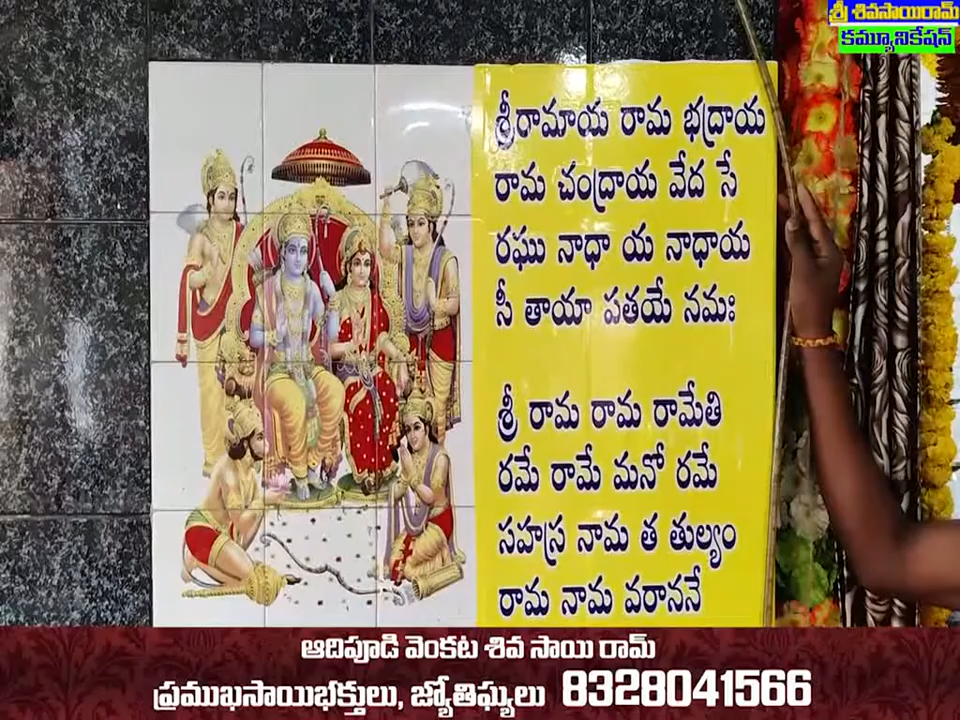 శ్రీ శివసాయిరామ్
కమ్యూనికేషన్
శ్రీరామాయ రామ భద్రాయ
రామ చంద్రాయ వేద సే
రఘు నాధా య నాధాయ
సీ తాయా పతయే నమః
శ్రీ రామ రామ రామేతి
రమే రామే మనో రమే
సహస్ర నామ త తుల్యం
రామ నామ వరాననే
ఆదిపూడి వెంకట శివ సాయి రామ్
ప్రముఖసాయిభక్తులు, జ్యోతిష్యులు 8328041566